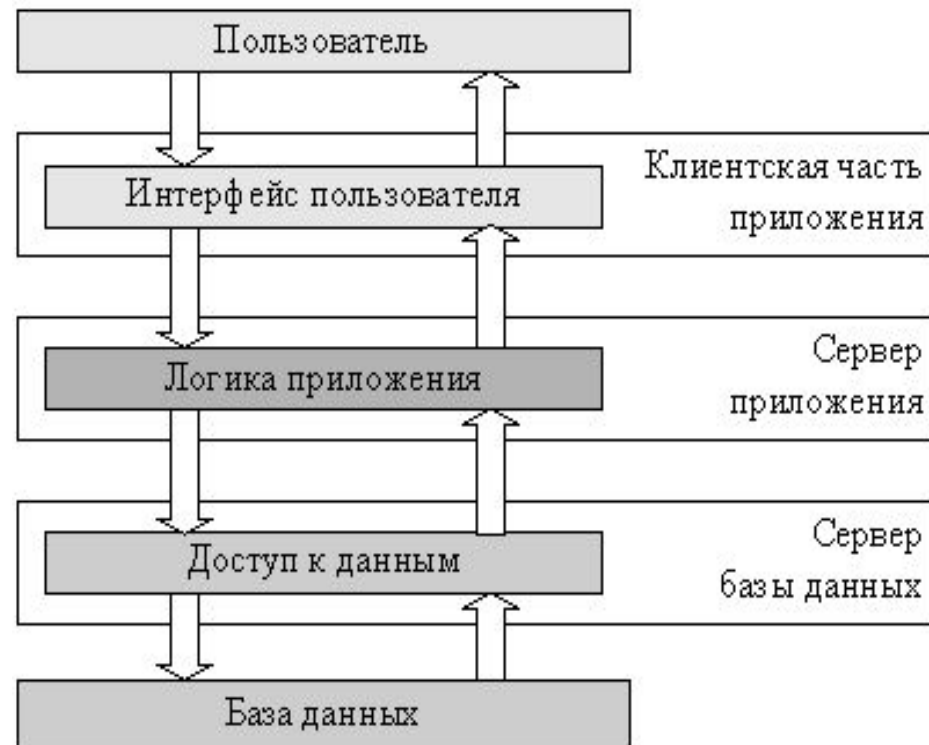 Пользователь
Интерфейс пользователя
Клиентская часть
приложения
Логика приложения
Сервер
приложения
Доступ к данным
Сервер
базы данных
База данных